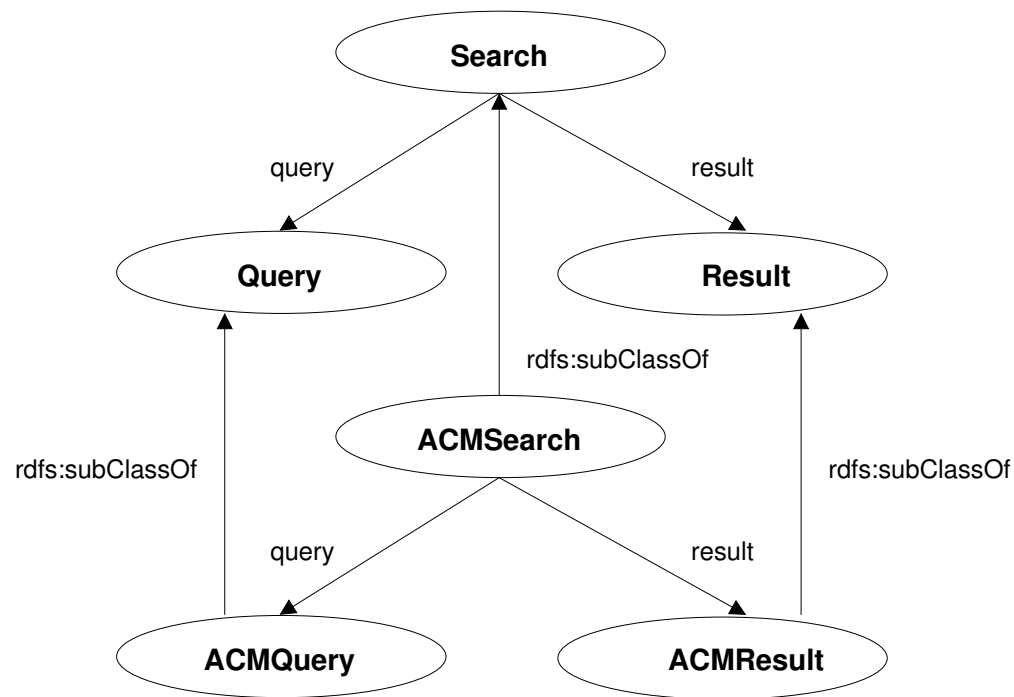 Search
query
result
Query
Result
rdfs:subClassOf
ACMSearch
rdfs:subClassOf
rdfs:subClassOf
query
result
ACMQuery
ACMResult